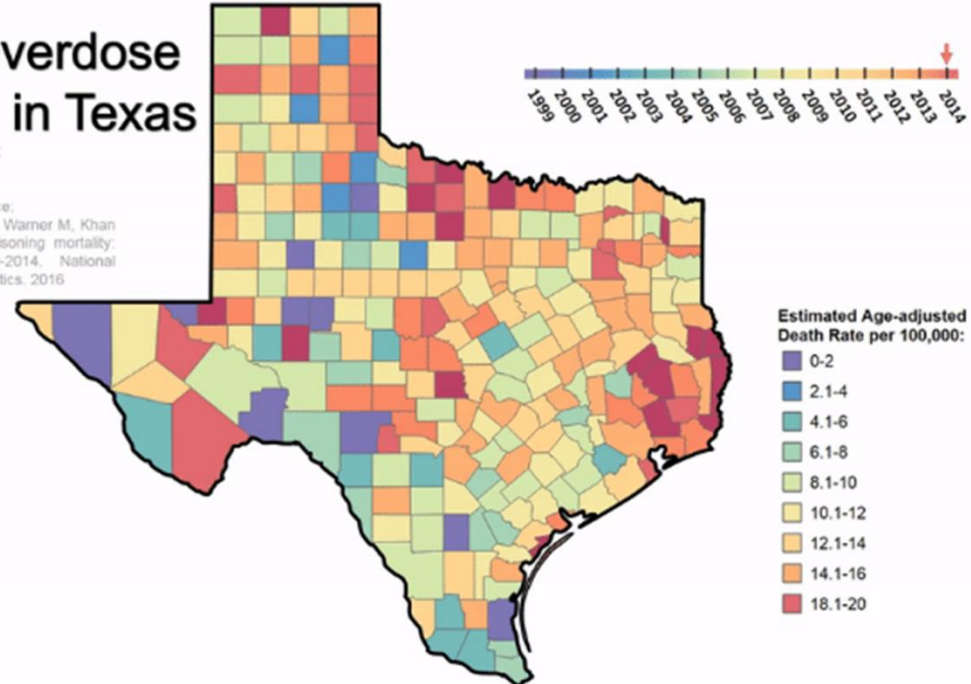 verdose
in Texas
ce:
Warner M, Khan
soning mortality:
-2014. National
tics. 2016
1999
2000
2001
2002
2003
2004
2005
2006
2007
2008
2009
2010
2011
2012
2013
2014
Estimated Age-adjusted
Death Rate per 100,000:
0-2
2.1-4
4.1-6
6.1-8
8.1-10
10.1-12
12.1-14
14.1-16
18.1-20